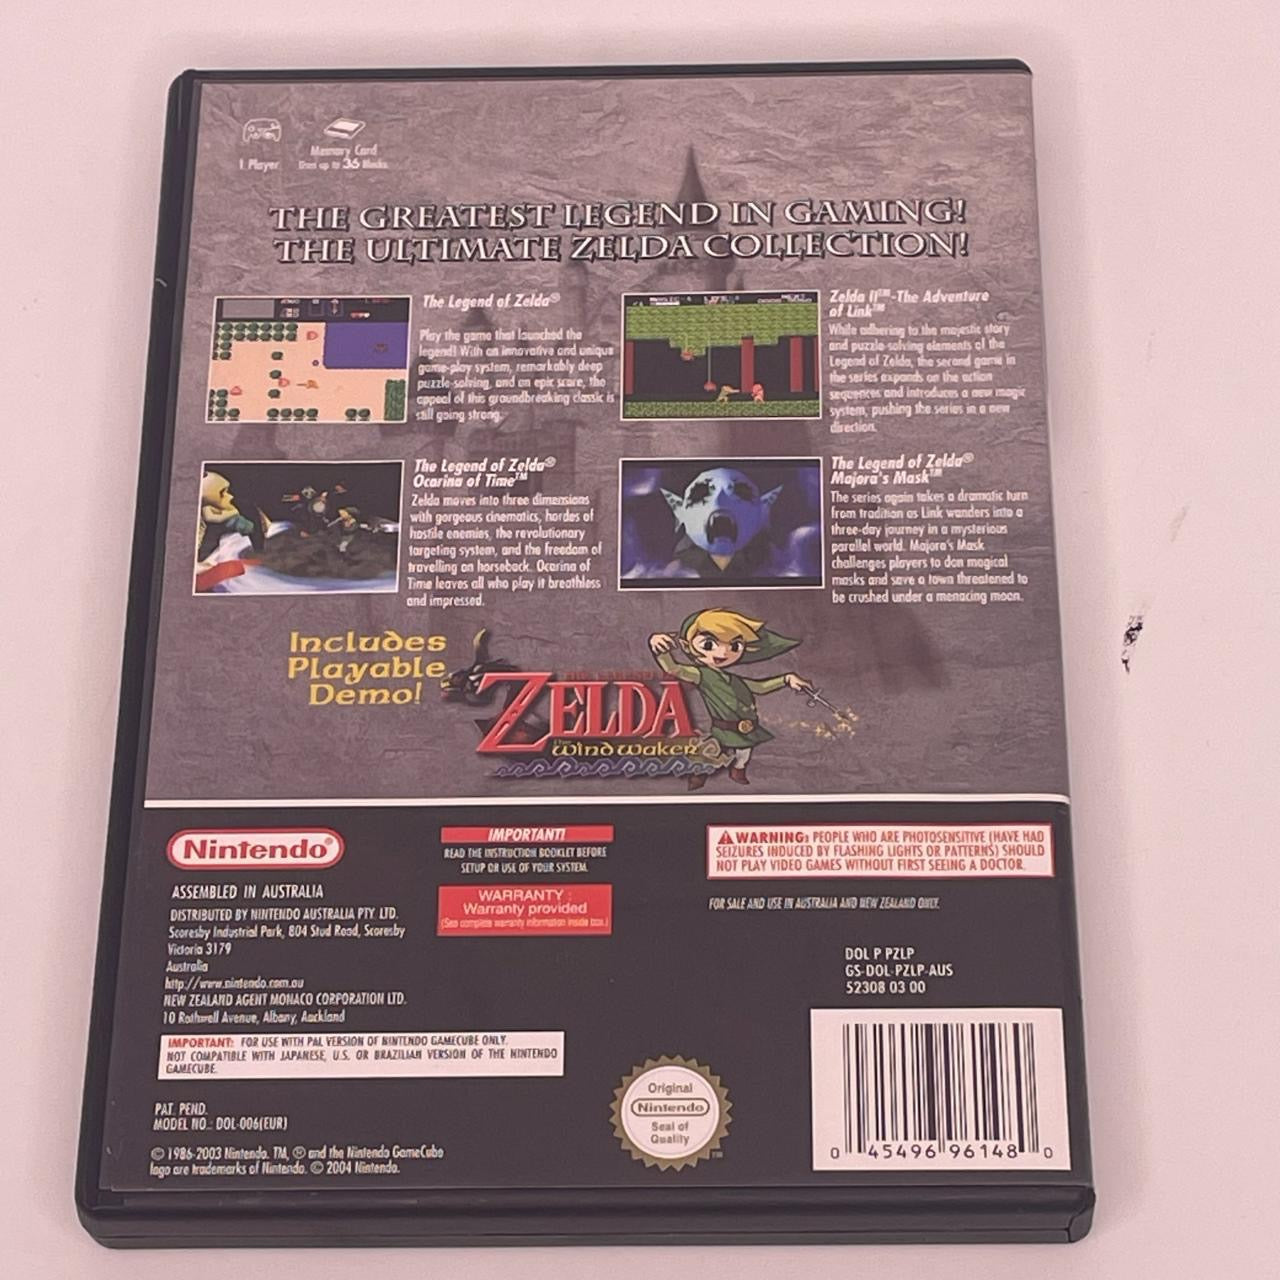 1 Player
Memory Card
from up to 36 Blocks
THE GREATEST LEGEND IN GAMING!
THE ULTIMATE ZELDA COLLECTION!
The Legend of Zelda®
Play the game that launched the
legend! With an innovative and unique
game-play system, remarkably deep
puzzle-solving, and an epic score, the
appeal of this groundbreaking classic is
still going strong.
Zelda II™-The Adventure
of Link™
While adhering to the majestic story
and puzzle-solving elements of the
Legend of Zelda, the second game in
the series expands on the action
sequences and introduces a new magic
system, pushing the series in a new
direction.
The Legend of Zelda®
Ocarina of Time™
Zelda moves into three dimensions
with gorgeous cinematics, hordes of
hostile enemies, the revolutionary
targeting system, and the freedom of
travelling on horseback. Ocarina of
Time leaves all who play it breathless
and impressed.
The Legend of Zelda®
Majora's Mask™
The series again takes a dramatic turn
from tradition as Link wanders into a
three-day journey in a mysterious
parallel world. Majora's Mask
challenges players to don magical
masks and save a town threatened to
be crushed under a menacing moon.
Includes
Playable
Demo!
THE LEGEND OF
ZELDA
The Wind Waker
Nintendo®
ASSEMBLED IN AUSTRALIA
DISTRIBUTED BY NINTENDO AUSTRALIA PTY. LTD.
Scoresby Industrial Park, 804 Stud Road, Scoresby
Victoria 3179
Australia
http://www.nintendo.com.au
NEW ZEALAND AGENT MONACO CORPORATION LTD.
10 Rothwell Avenue, Albany, Auckland
IMPORTANT!
READ THE INSTRUCTION BOOKLET BEFORE
SETUP OR USE OF YOUR SYSTEM.
WARRANTY :
Warranty provided
(See complete warranty information inside box.)
WARNING: PEOPLE WHO ARE PHOTOSENSITIVE (HAVE HAD
SEIZURES INDUCED BY FLASHING LIGHTS OR PATTERNS) SHOULD
NOT PLAY VIDEO GAMES WITHOUT FIRST SEEING A DOCTOR.
FOR SALE AND USE IN AUSTRALIA AND NEW ZEALAND ONLY.
DOL P PZLP
GS-DOL-PZLP-AUS
52308 03 00
IMPORTANT: FOR USE WITH PAL VERSION OF NINTENDO GAMECUBE ONLY.
NOT COMPATIBLE WITH JAPANESE, U.S. OR BRAZILIAN VERSION OF THE NINTENDO
GAMECUBE.
PAT. PEND.
MODEL NO.: DOL-006(EUR)
© 1986-2003 Nintendo. TM, ® and the Nintendo GameCube
logo are trademarks of Nintendo. © 2004 Nintendo.
Original
Nintendo
Seal of
Quality
™
0 45496 96148 0